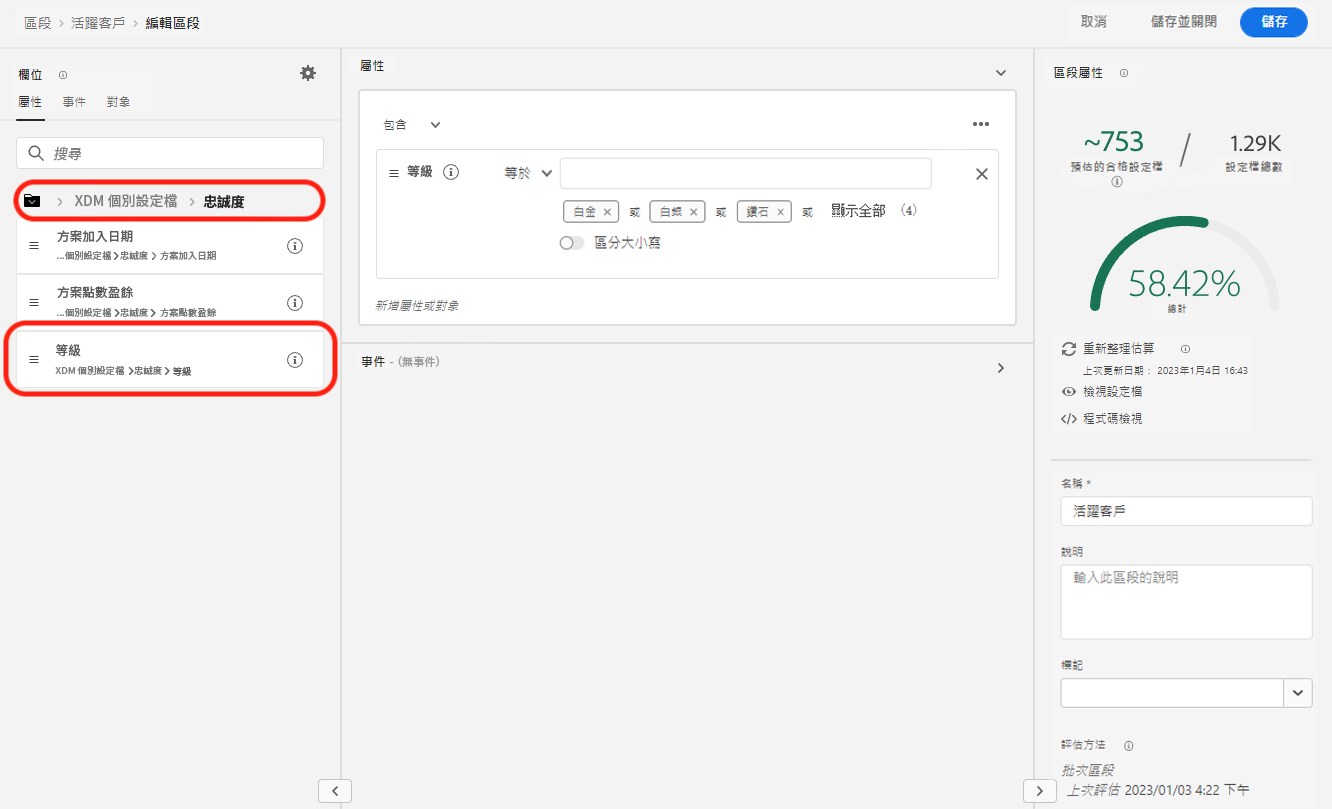 區段 › 活躍客戶 › 編輯區段
取消 儲存並關閉 儲存
欄位
屬性 事件 對象
搜尋
XDM 個別設定檔 › 忠誠度
方案加入日期
...個別設定檔 › 忠誠度 › 方案加入日期
方案點數盈餘
...個別設定檔 › 忠誠度 › 方案點數盈餘
等級
XDM 個別設定檔 › 忠誠度 › 等級
屬性
包含
等級 等於
白金 × 或 白銀 × 或 鑽石 × 或 顯示全部 (4)
區分大小寫
新增屬性或對象
事件 - (無事件)
區段屬性
~753 / 1.29K
預估的合格設定檔 設定檔總數
58.42%
總計
重新整理估算
上次更新日期： 2023年1月4日 16:43
檢視設定檔
</> 程式碼檢視
名稱 *
活躍客戶
說明
輸入此區段的說明
標記
評估方法
批次區段
上次評估 2023/01/03 4:22 下午